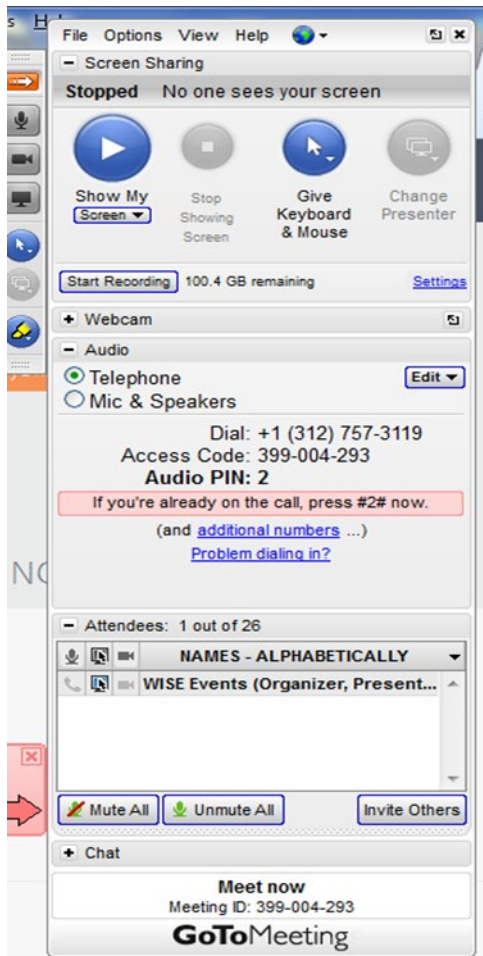 s H
File Options View Help
Screen Sharing
Stopped No one sees your screen
Show My
Screen
Stop
Showing
Screen
Give
Keyboard
& Mouse
Change
Presenter
Start Recording 100.4 GB remaining Settings
Webcam
Audio
Telephone Edit
Mic & Speakers
Dial: +1 (312) 757-3119
Access Code: 399-004-293
Audio PIN: 2
If you're already on the call, press #2# now.
(and additional numbers ...)
Problem dialing in?
NO
Attendees: 1 out of 26
NAMES - ALPHABETICALLY
WISE Events (Organizer, Present...
Mute All Unmute All Invite Others
Chat
Meet now
Meeting ID: 399-004-293
GoToMeeting